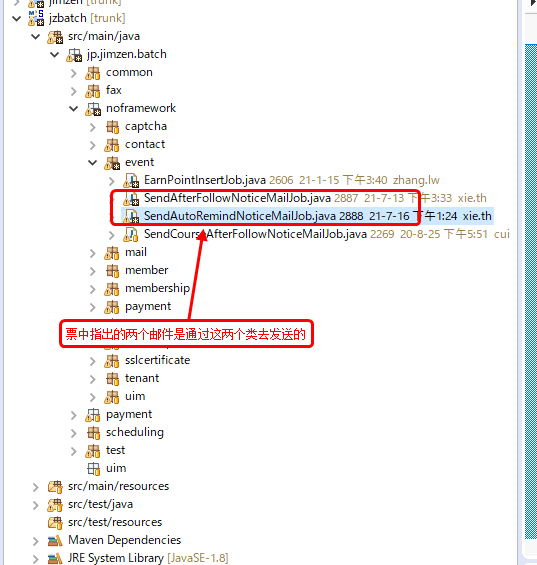 jimzen [trunk]
jzbatch [trunk]
src/main/java
jp.jimzen.batch
common
fax
noframework
captcha
contact
event
EarnPointInsertJob.java 2606 21-1-15 下午3:40 zhang.lw
SendAfterFollowNoticeMailJob.java 2887 21-7-13 下午3:33 xie.th
SendAutoRemindNoticeMailJob.java 2888 21-7-16 下午1:24 xie.th
SendCour AfterFollowNoticeMailJob.java 2269 20-8-25 下午5:51 cui
mail
member
membership
payment
票中指出的两个邮件是通过这两个类去发送的
sslcertificate
tenant
uim
payment
scheduling
test
uim
src/main/resources
src/test/java
src/test/resources
Maven Dependencies
JRE System Library [JavaSE-1.8]